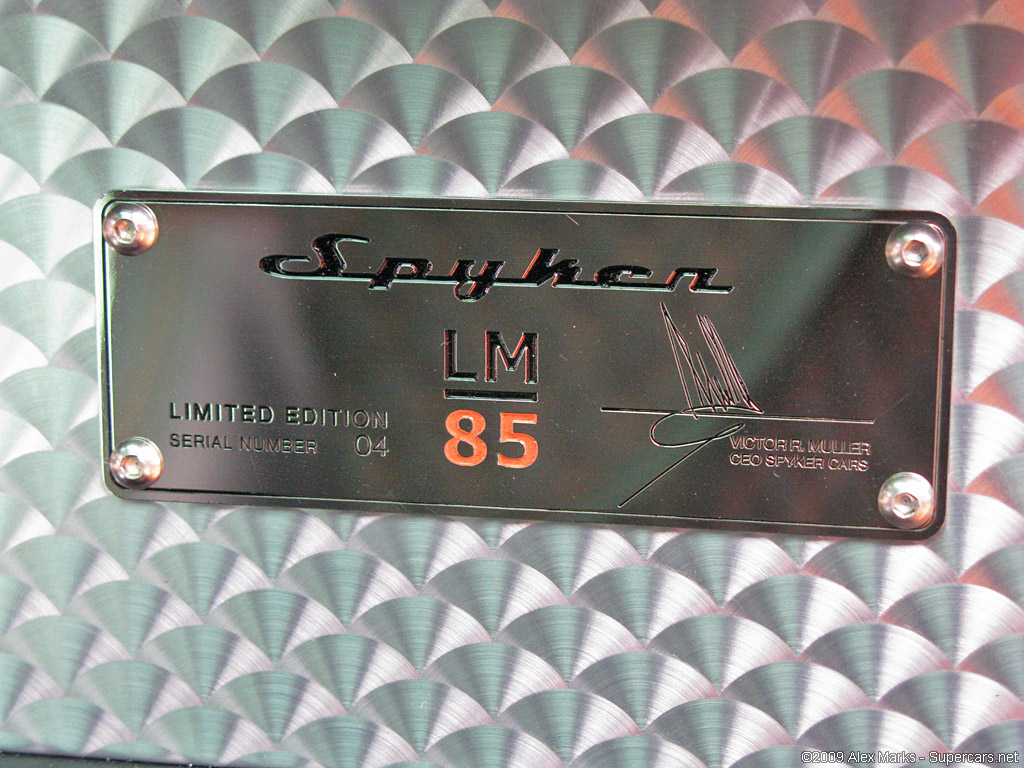 Spyker
LM
85
LIMITED EDITION
SERIAL NUMBER 04
VICTOR R. MULLER
CEO SPYKER CARS
©2009 Alex Marks - Supercars.net